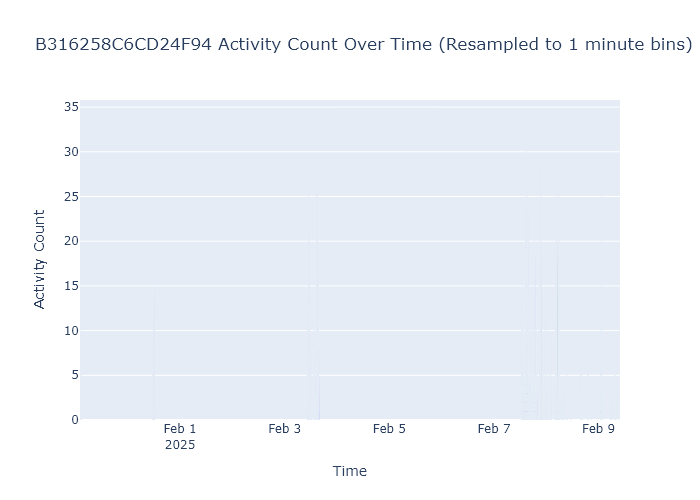 B316258C6CD24F94 Activity Count Over Time (Resampled to 1 minute bins)
35
30
25
20
15
10
5
0
Activity Count
Feb 1
2025
Feb 3
Feb 5
Feb 7
Feb 9
Time